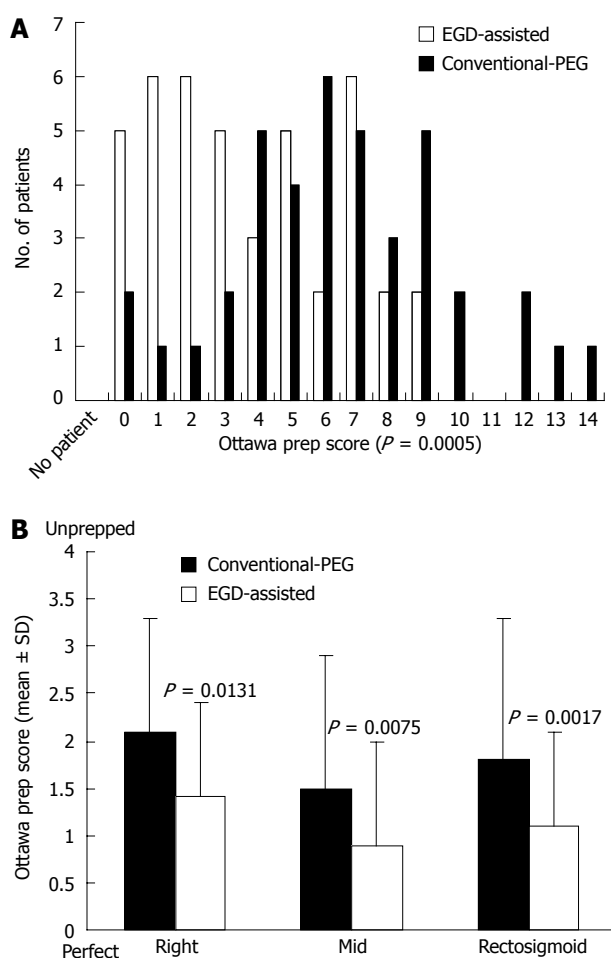 A
7
6
5
4
3
2
1
0
No. of patients
EGD-assisted
Conventional-PEG
No patient
0 1 2 3 4 5 6 7 8 9 10 11 12 13 14
Ottawa prep score (P = 0.0005)
B
Unprepped
4
3.5
3
2.5
2
1.5
1
0.5
0
Ottawa prep score (mean ± SD)
Conventional-PEG
EGD-assisted
P = 0.0131
P = 0.0075
P = 0.0017
Perfect
Right Mid Rectosigmoid